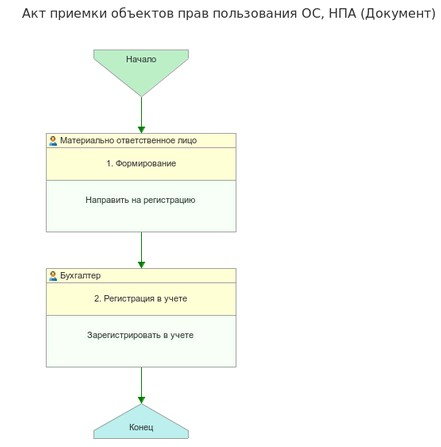 Акт приемки объектов прав пользования ОС, НПА (Документ)
Начало
Материально ответственное лицо
1. Формирование
Направить на регистрацию
Бухгалтер
2. Регистрация в учете
Зарегистрировать в учете
Конец